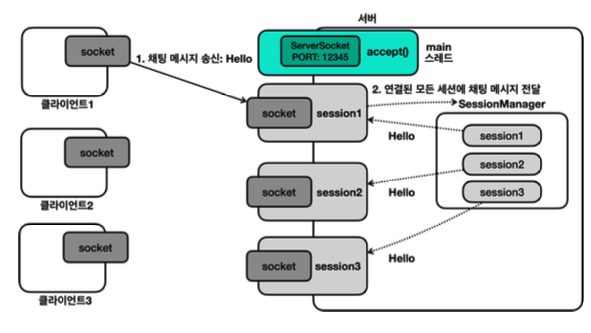 서버
socket
1. 채팅 메시지 송신: Hello
클라이언트1
ServerSocket
PORT: 12345
accept()
main
스레드
2. 연결된 모든 세션에 채팅 메시지 전달
SessionManager
socket
session1
Hello
session1
session2
session3
socket
클라이언트2
socket
session2
Hello
socket
클라이언트3
socket
session3
Hello